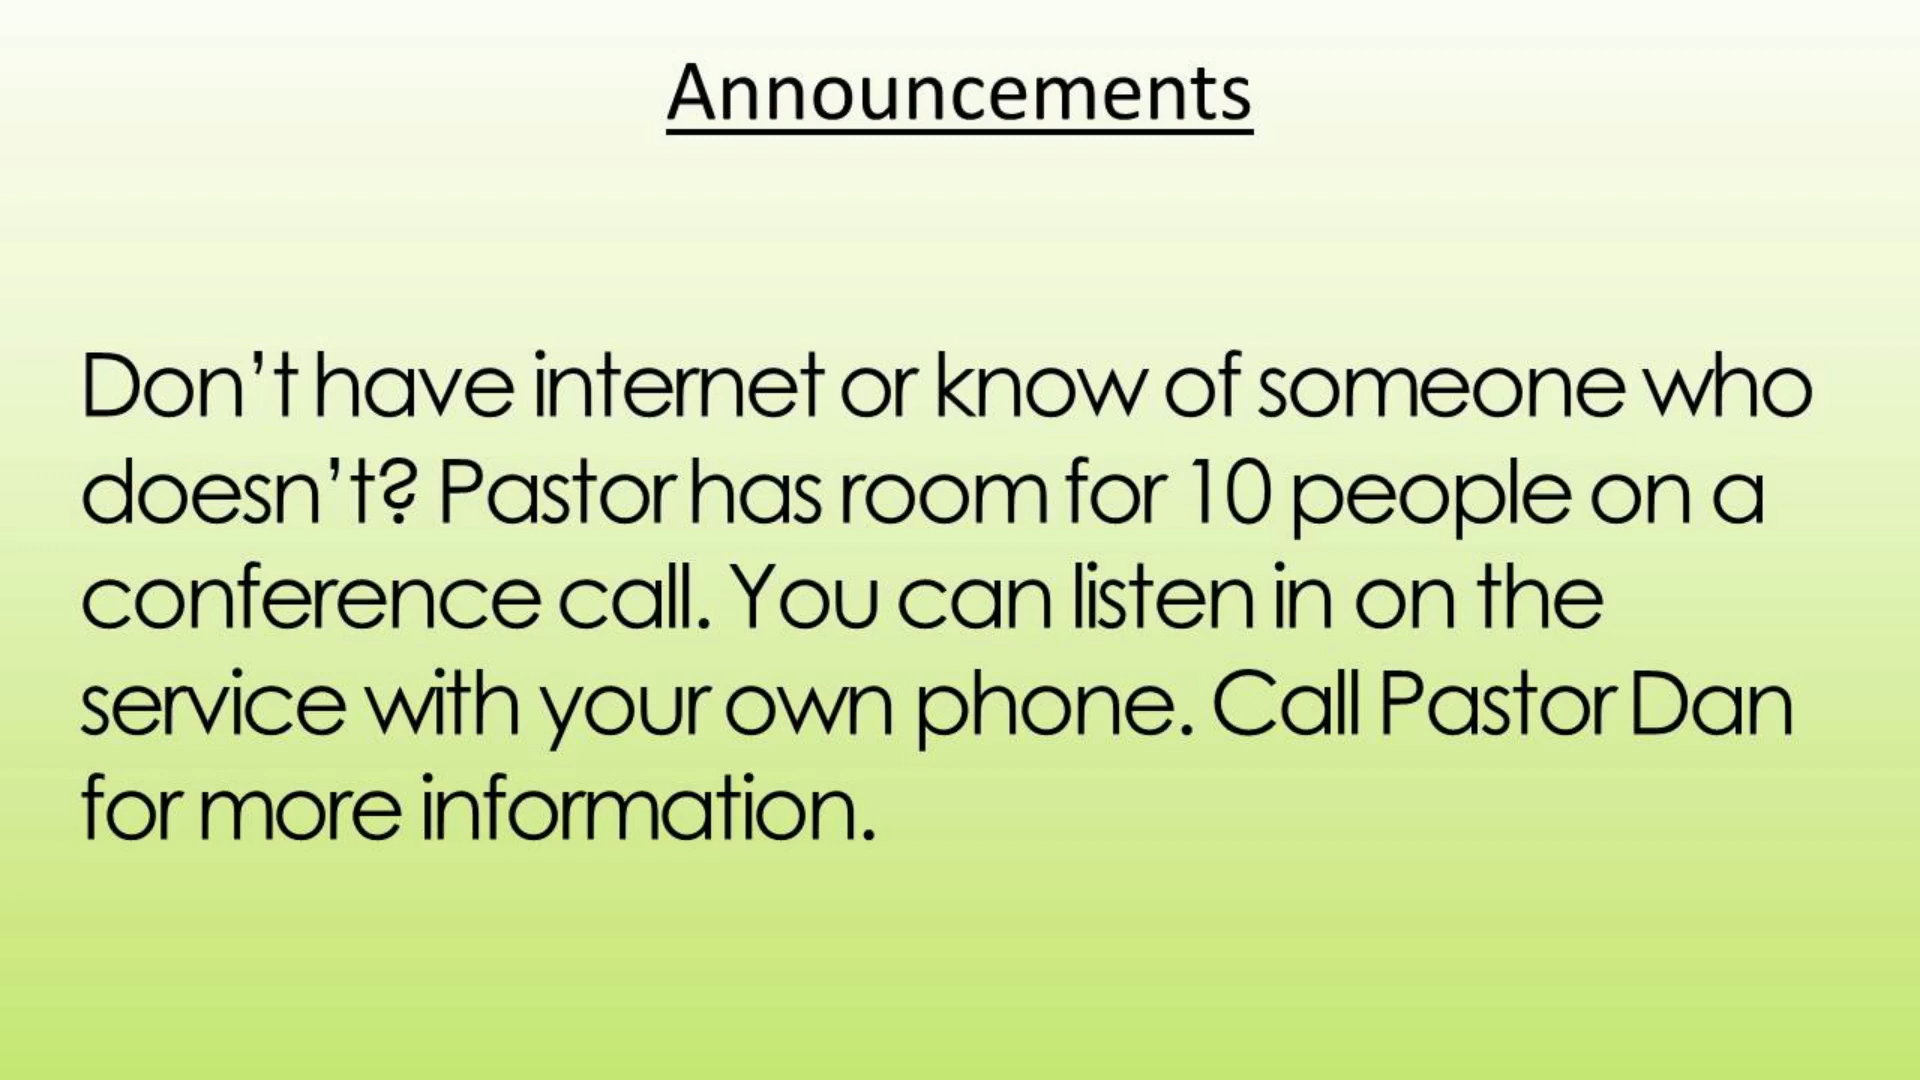 Announcements
Don’t have internet or know of someone who
doesn’t? Pastor has room for 10 people on a
conference call. You can listen in on the
service with your own phone. Call Pastor Dan
for more information.